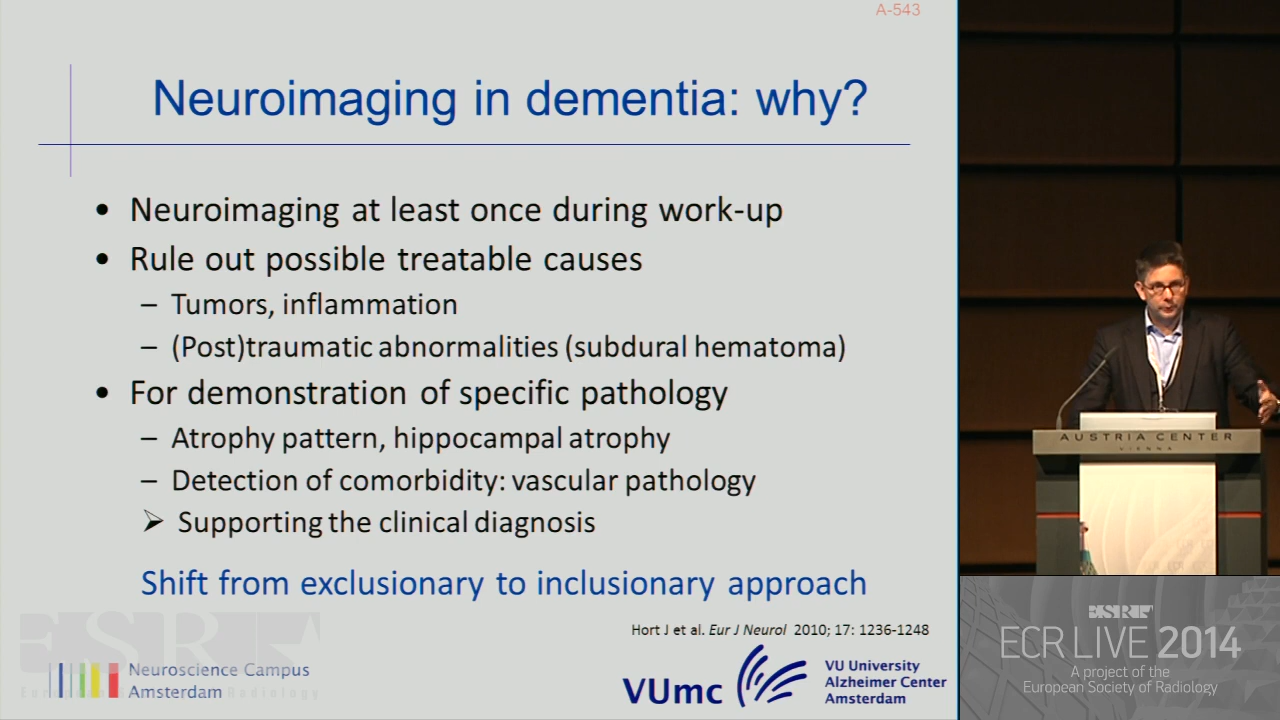 A-543
Neuroimaging in dementia: why?
• Neuroimaging at least once during work-up
• Rule out possible treatable causes
– Tumors, inflammation
– (Post)traumatic abnormalities (subdural hematoma)
• For demonstration of specific pathology
– Atrophy pattern, hippocampal atrophy
– Detection of comorbidity: vascular pathology
➢ Supporting the clinical diagnosis
Shift from exclusionary to inclusionary approach
Hort J et al. Eur J Neurol 2010; 17: 1236-1248
ESR
Neuroscience Campus
Amsterdam
VUmc
VU University
Alzheimer Center
Amsterdam
AUSTRIA CENTER
VIENNA
ESR
ECR LIVE 2014
A project of the
European Society of Radiology